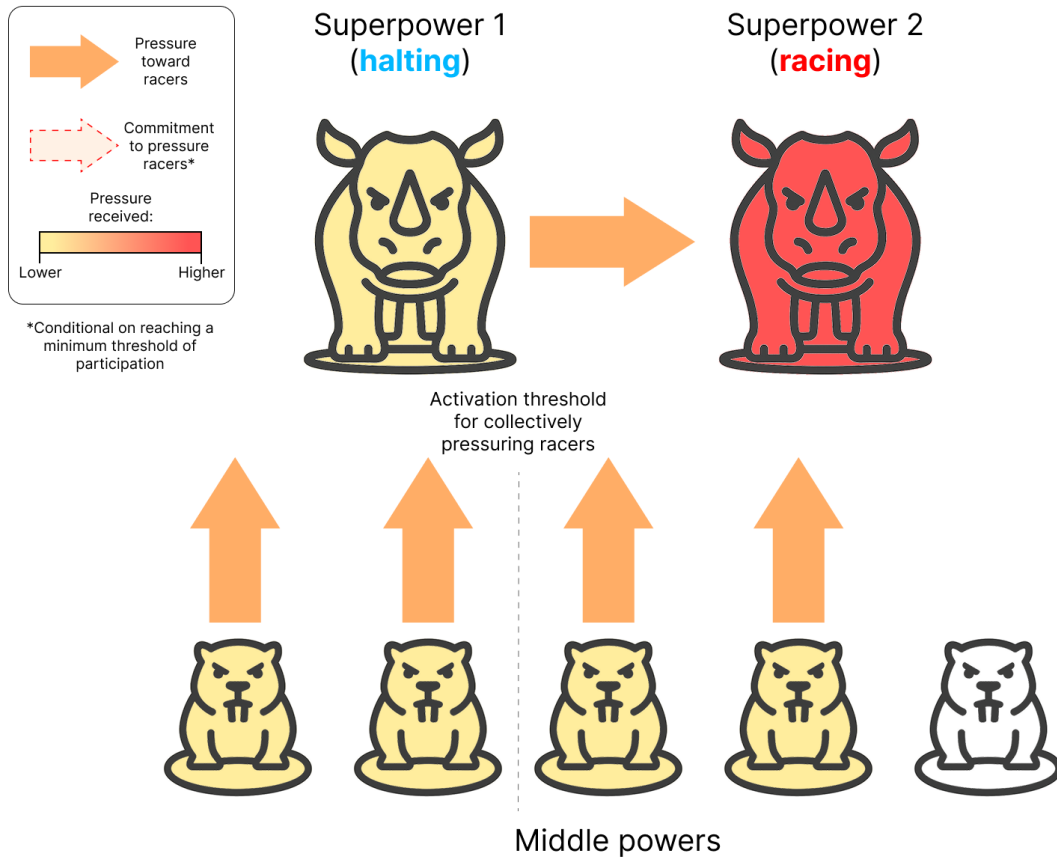 Pressure
toward
racers
Commitment
to pressure
racers*
Pressure
received:
Lower
Higher
*Conditional on reaching a
minimum threshold of
participation
Superpower 1
(halting)
Superpower 2
(racing)
Activation threshold
for collectively
pressuring racers
Middle powers